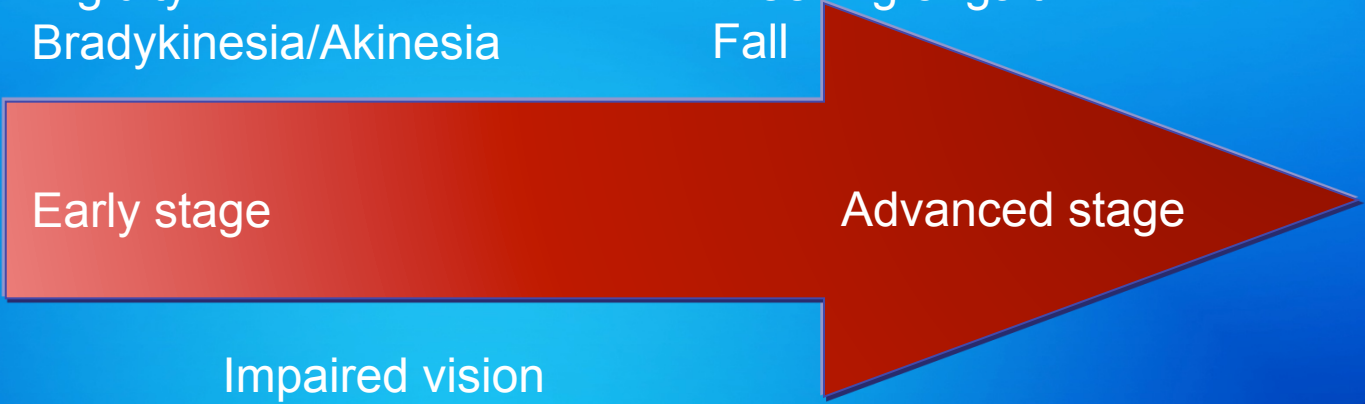 Bradykinesia/Akinesia
Fall
Early stage
Advanced stage
Impaired vision